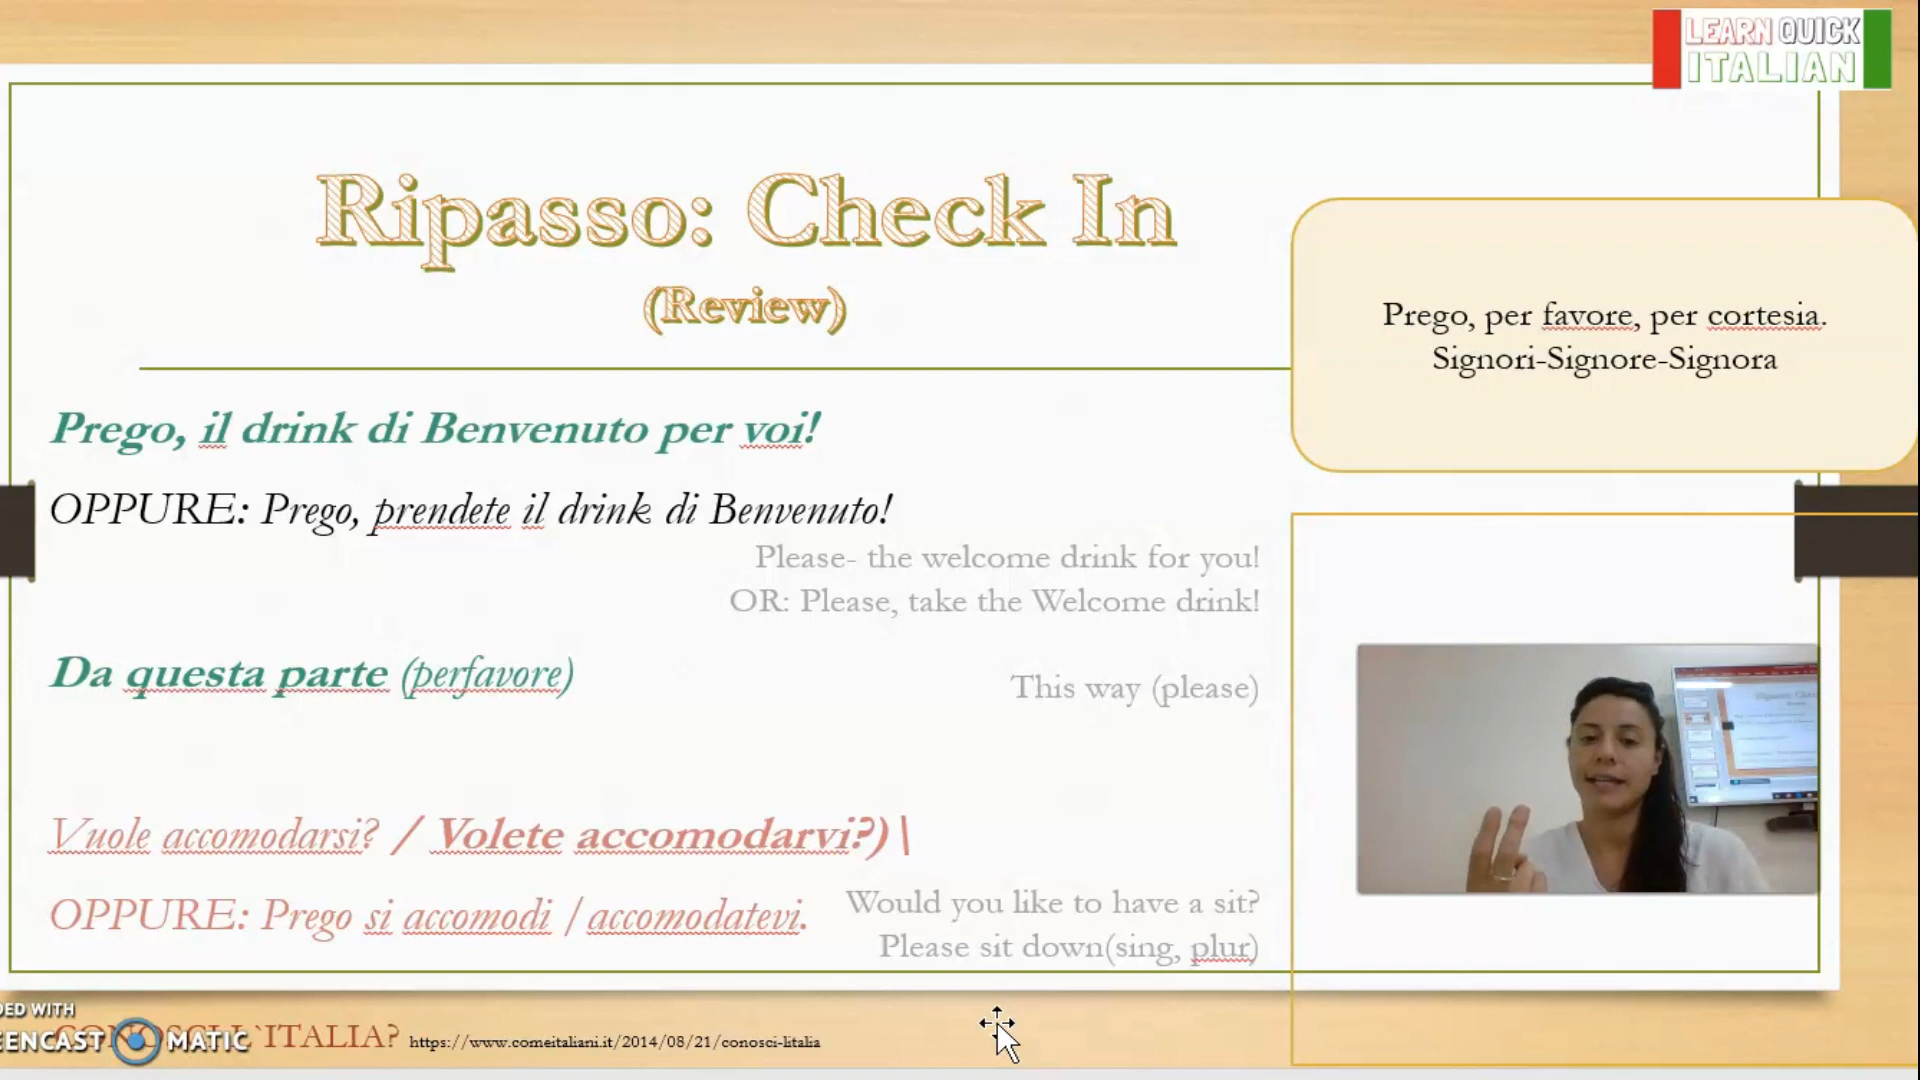 LEARN QUICK
ITALIAN
Ripasso: Check In
(Review)
Prego, per favore, per cortesia.
Signori-Signore-Signora
Prego, il drink di Benvenuto per voi!
OPPURE: Prego, prendete il drink di Benvenuto!
Please- the welcome drink for you!
OR: Please, take the Welcome drink!
Da questa parte (perfavore)
This way (please)
Vuole accomodarsi? / Volete accomodarvi?)\
OPPURE: Prego si accomodi /accomodatevi.
Would you like to have a sit?
Please sit down(sing, plur)
DED WITH
EENCAST MATIC
ITALIA? https://www.comeitaliani.it/2014/08/21/conosci-litalia